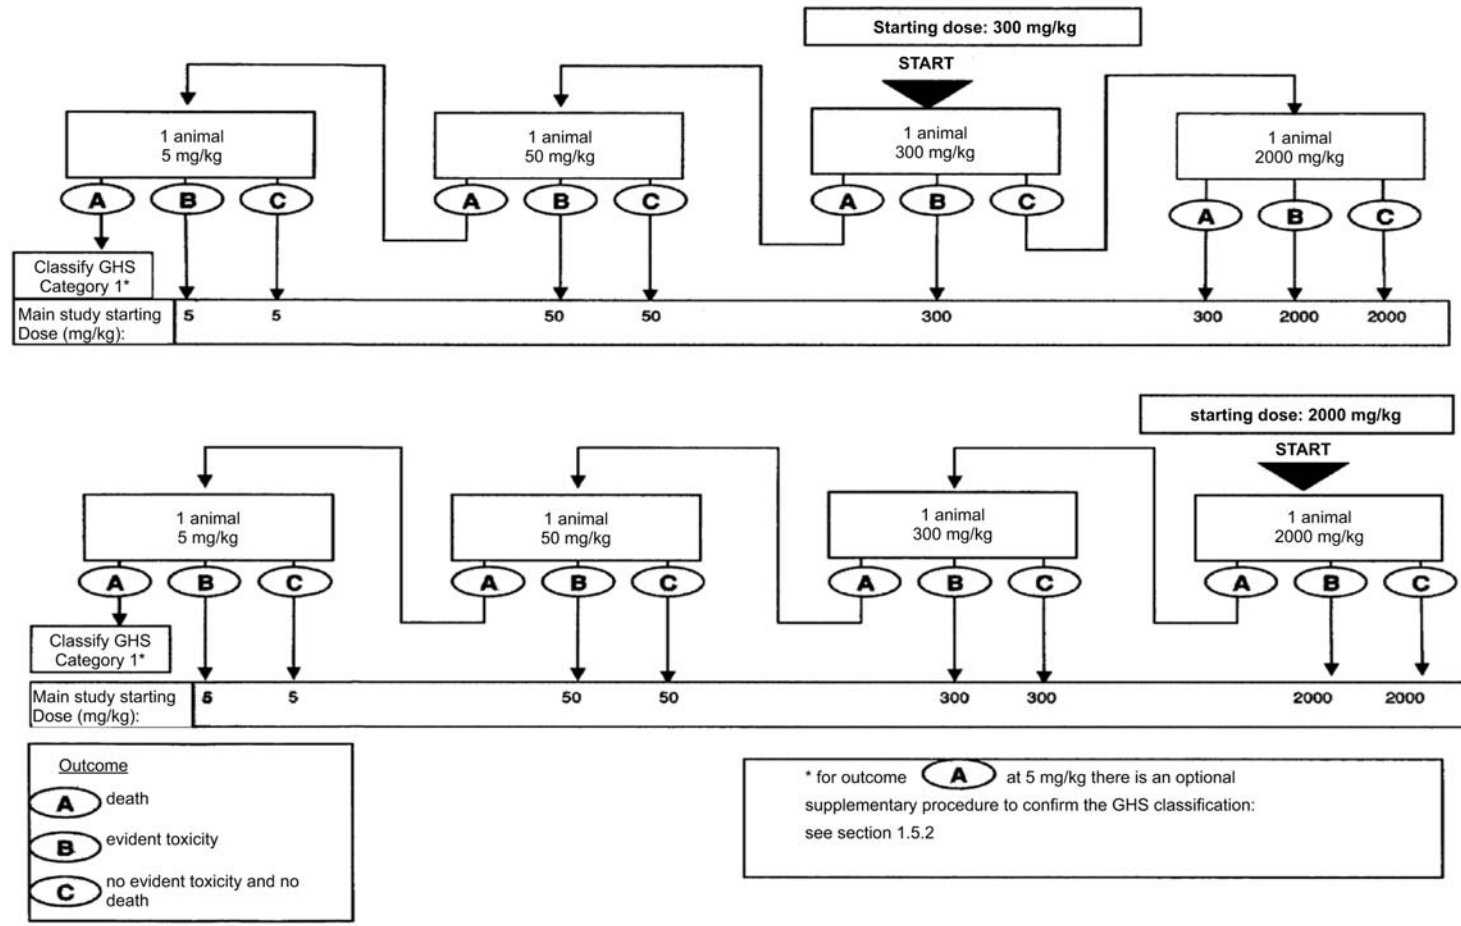 Starting dose: 300 mg/kg
START
1 animal
5 mg/kg
1 animal
50 mg/kg
1 animal
300 mg/kg
1 animal
2000 mg/kg
A B C A B C A B C A B C
Classify GHS
Category 1*
Main study starting
Dose (mg/kg):
5 5 50 50 300 300 2000 2000
starting dose: 2000 mg/kg
START
1 animal
5 mg/kg
1 animal
50 mg/kg
1 animal
300 mg/kg
1 animal
2000 mg/kg
A B C A B C A B C A B C
Classify GHS
Category 1*
Main study starting
Dose (mg/kg):
5 5 50 50 300 300 2000 2000
Outcome
A death
B evident toxicity
C no evident toxicity and no
death
* for outcome A at 5 mg/kg there is an optional
supplementary procedure to confirm the GHS classification:
see section 1.5.2